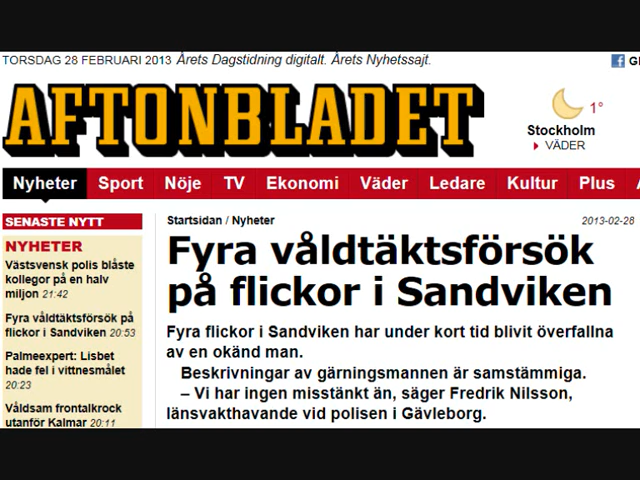 TORSDAG 28 FEBRUARI 2013 Årets Dagstidning digitalt. Årets Nyhetssajt.
AFTONBLADET
1°
Stockholm
VÄDER
Nyheter Sport Nöje TV Ekonomi Väder Ledare Kultur Plus
SENASTE NYTT
NYHETER
Västsvensk polis blåste
kollegor på en halv
miljon 21:42
Fyra våldtäktsförsök på
flickor i Sandviken 20:53
Palmeexpert: Lisbet
hade fel i vittnesmålet
20:23
Våldsam frontalkrock
utanför Kalmar 20:11
Startsidan / Nyheter
2013-02-28
Fyra våldtäktsförsök
på flickor i Sandviken
Fyra flickor i Sandviken har under kort tid blivit överfallna
av en okänd man.
Beskrivningar av gärningsmannen är samstämmiga.
– Vi har ingen misstänkt än, säger Fredrik Nilsson,
länsvakthavande vid polisen i Gävleborg.